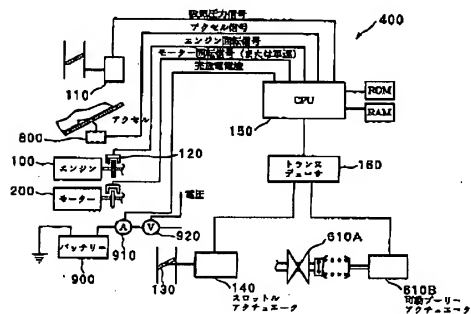 吸気圧力信号
アクセル信号
エンジン回転信号
モーター回転信号(または車速)
充放電電流
400
110
CPU
ROM
RAM
150
アクセル
800
100
エンジン
120
200
モーター
トランスデューサ
160
電圧
バッテリー
900
A
910
V
920
130
140
スロットル
アクチュエータ
610A
610B
可動プーリー
アクチュエータ